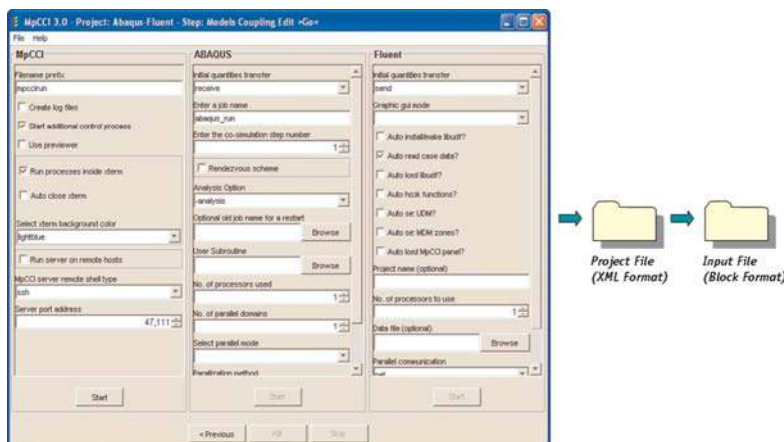 MpCCI 3.0 - Project: Abaqus-Fluent - Step: Models Coupling Edit >Go<
File Help
MpCCI
Filename prefix
mpccirun
Create log files
Start additional control process
Use previewer
Run processes inside xterm
Auto close xterm
Select xterm background color
lightblue
Run server on remote hosts
MpCCI server remote shell type
ssh
Server port address
47,111
Start
ABAQUS
Initial quantities transfer
receive
Enter a job name
abaqus_run
Enter the co-simulation step number
1
Rendezvous scheme
Analysis Option
-analysis
Optional old job name for a restart
Browse
User Subroutine
Browse
No. of processors used
1
No. of parallel domains
1
Select parallel mode
Parallization method
Start
Fluent
Initial quantities transfer
send
Graphic gui mode
Auto install/make libudf?
Auto read case data?
Auto load libudf?
Auto hook functions?
Auto set UDM?
Auto set MDM zones?
Auto load MpCCI panel?
Project name (optional)
No. of processors to use
1
Data file (optional)
Browse
Parallel communication
net
Start
< Previous
Kill
Stop
Project File
(XML Format)
Input File
(Block Format)